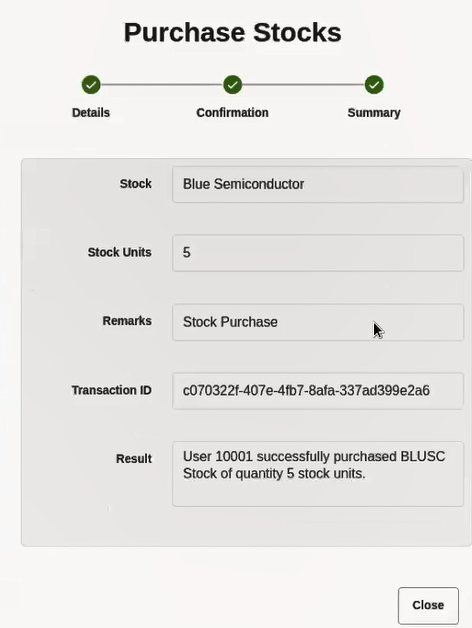 Purchase Stocks
Details
Confirmation
Summary
Stock
Blue Semiconductor
Stock Units
5
Remarks
Stock Purchase
Transaction ID
c070322f-407e-4fb7-8afa-337ad399e2a6
Result
User 10001 successfully purchased BLUSC
Stock of quantity 5 stock units.
Close